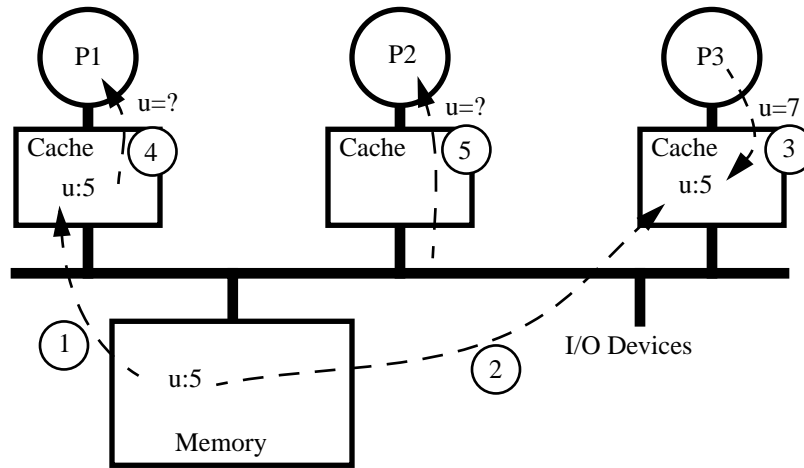 P1
P2
P3
u=?
u=?
u=7
Cache
4
Cache
5
Cache
3
u:5
u:5
1
2
I/O Devices
u:5
Memory